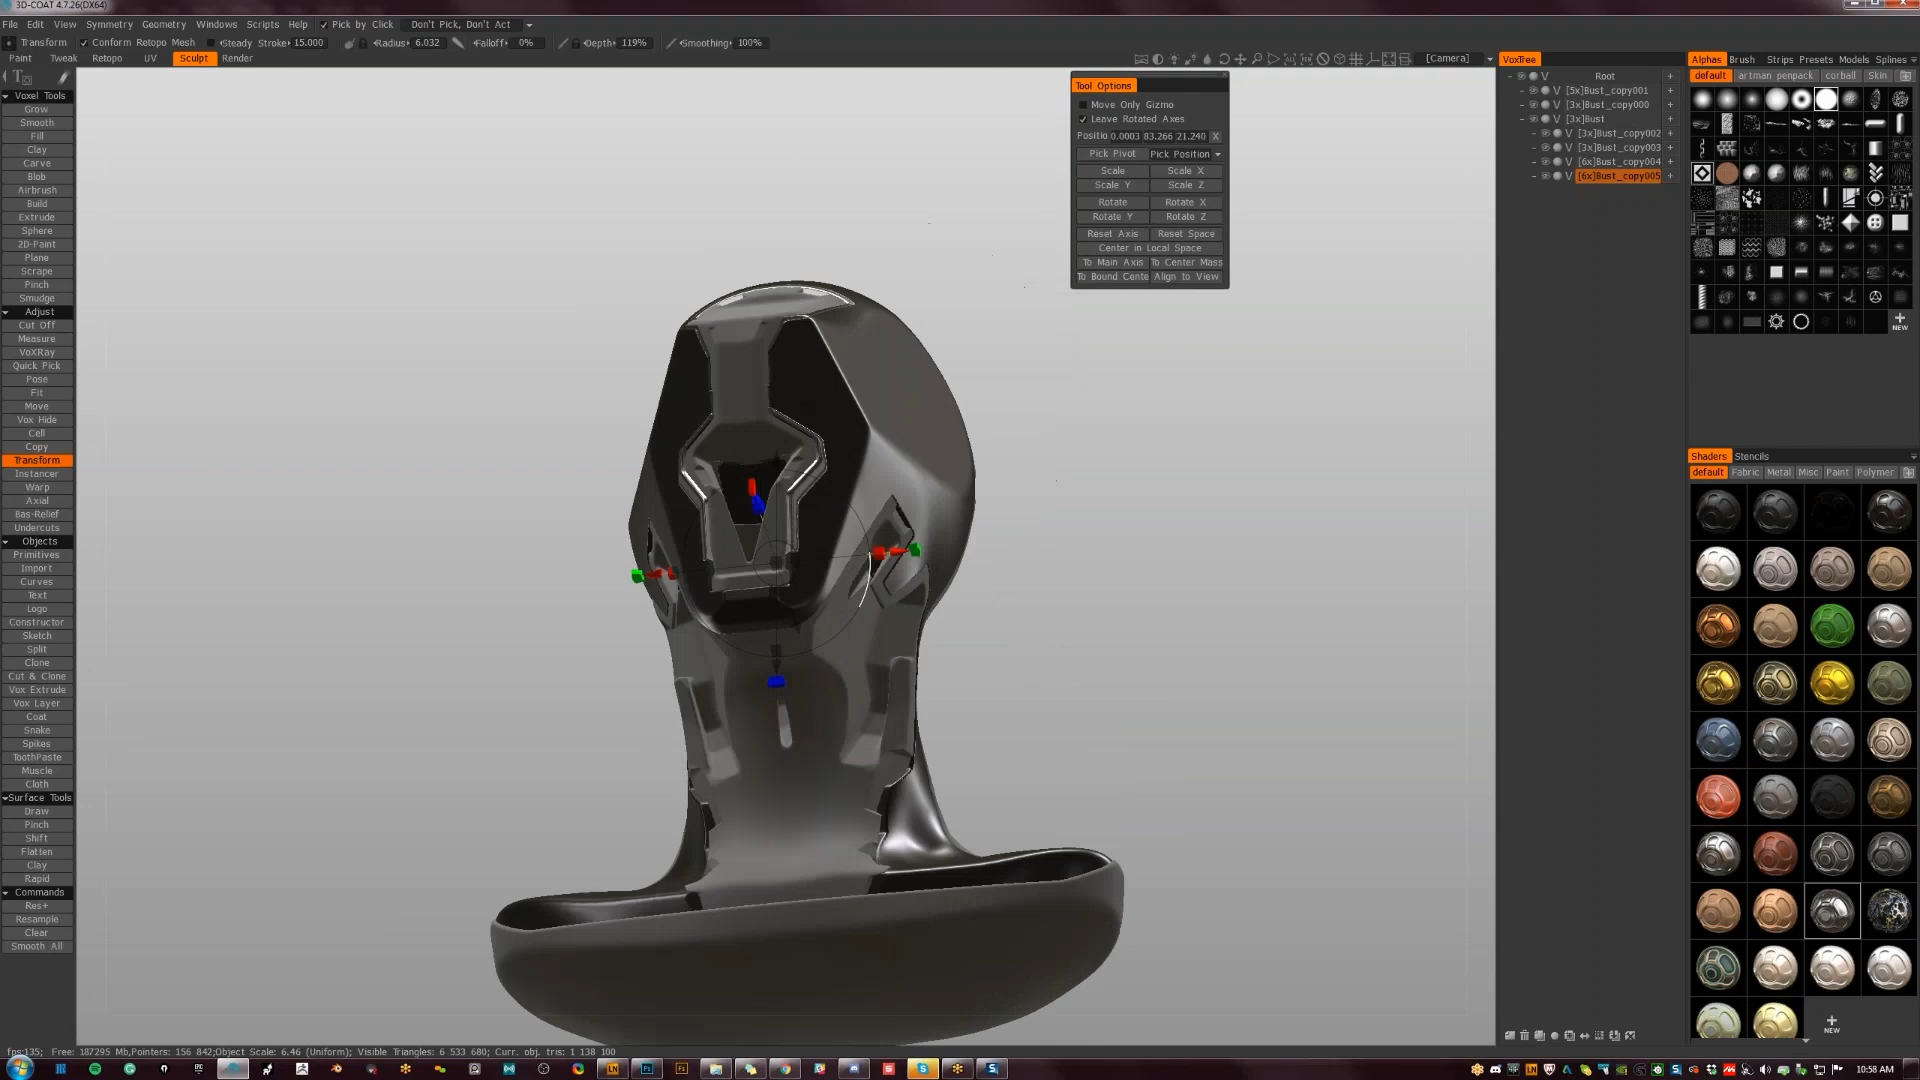 3D-COAT 4.7.26(DX64)
File Edit View Symmetry Geometry Windows Scripts Help Pick by Click Don't Pick, Don't Act
Transform Conform Retopo Mesh Steady Stroke 15.000 Radius 6.032 Falloff 0% Depth 119% Smoothing 100%
Paint Tweak Retopo UV Sculpt Render [Camera]
Tool Options
Move Only Gizmo
Leave Rotated Axes
Positio 0.0003 83.266 21.240 X
Pick Pivot Pick Position
Scale Scale X
Scale Y Scale Z
Rotate Rotate X
Rotate Y Rotate Z
Reset Axis Reset Space
Center in Local Space
To Main Axis To Center Mass
To Bound Cente Align to View
Voxel Tools
Grow
Smooth
Fill
Clay
Carve
Blob
Airbrush
Build
Extrude
Sphere
2D-Paint
Plane
Scrape
Pinch
Smudge
Adjust
Cut Off
Measure
VoXRay
Quick Pick
Pose
Fit
Move
Vox Hide
Cell
Copy
Transform
Instancer
Warp
Axial
Bas-Relief
Undercuts
Objects
Primitives
Import
Curves
Text
Logo
Constructor
Sketch
Split
Clone
Cut & Clone
Vox Extrude
Vox Layer
Coat
Snake
Spikes
ToothPaste
Muscle
Cloth
Surface Tools
Draw
Pinch
Shift
Flatten
Clay
Rapid
Commands
Res+
Resample
Clear
Smooth All
VoxTree
V Root +
V [5x]Bust_copy001 +
V [3x]Bust_copy000 +
V [3x]Bust +
V [3x]Bust_copy002 +
V [3x]Bust_copy003 +
V [6x]Bust_copy004 +
V [6x]Bust_copy005 +
Alphas Brush Strips Presets Models Splines
default artman penpack corball Skin
NEW
Shaders Stencils
default Fabric Metal Misc Paint Polymer
NEW
fps:135; Free: 187295 Mb,Pointers: 156 842;Object Scale: 6.46 (Uniform); Visible Triangles: 6 533 680; Curr. obj. tris: 1 138 100
10:58 AM